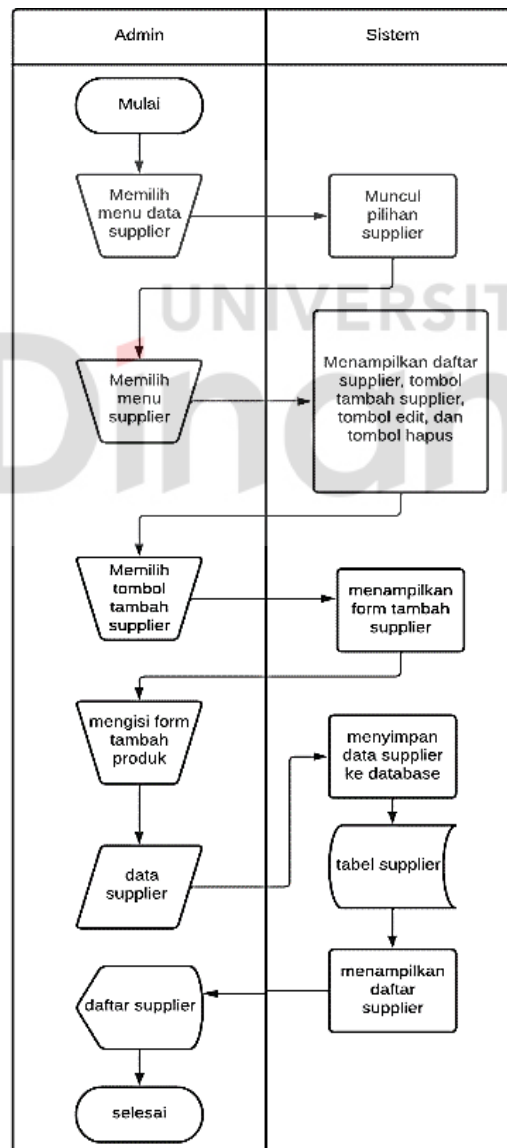 Admin
Sistem
Mulai
Memilih
menu data
supplier
Muncul
pilihan
supplier
UNIVERSIT
Dinam
Memilih
menu
supplier
Menampilkan daftar
supplier, tombol
tambah supplier,
tombol edit, dan
tombol hapus
Memilih
tombol
tambah
supplier
menampilkan
form tambah
supplier
mengisi form
tambah
produk
data
supplier
menyimpan
data supplier
ke database
tabel supplier
menampilkan
daftar
supplier
daftar supplier
selesai